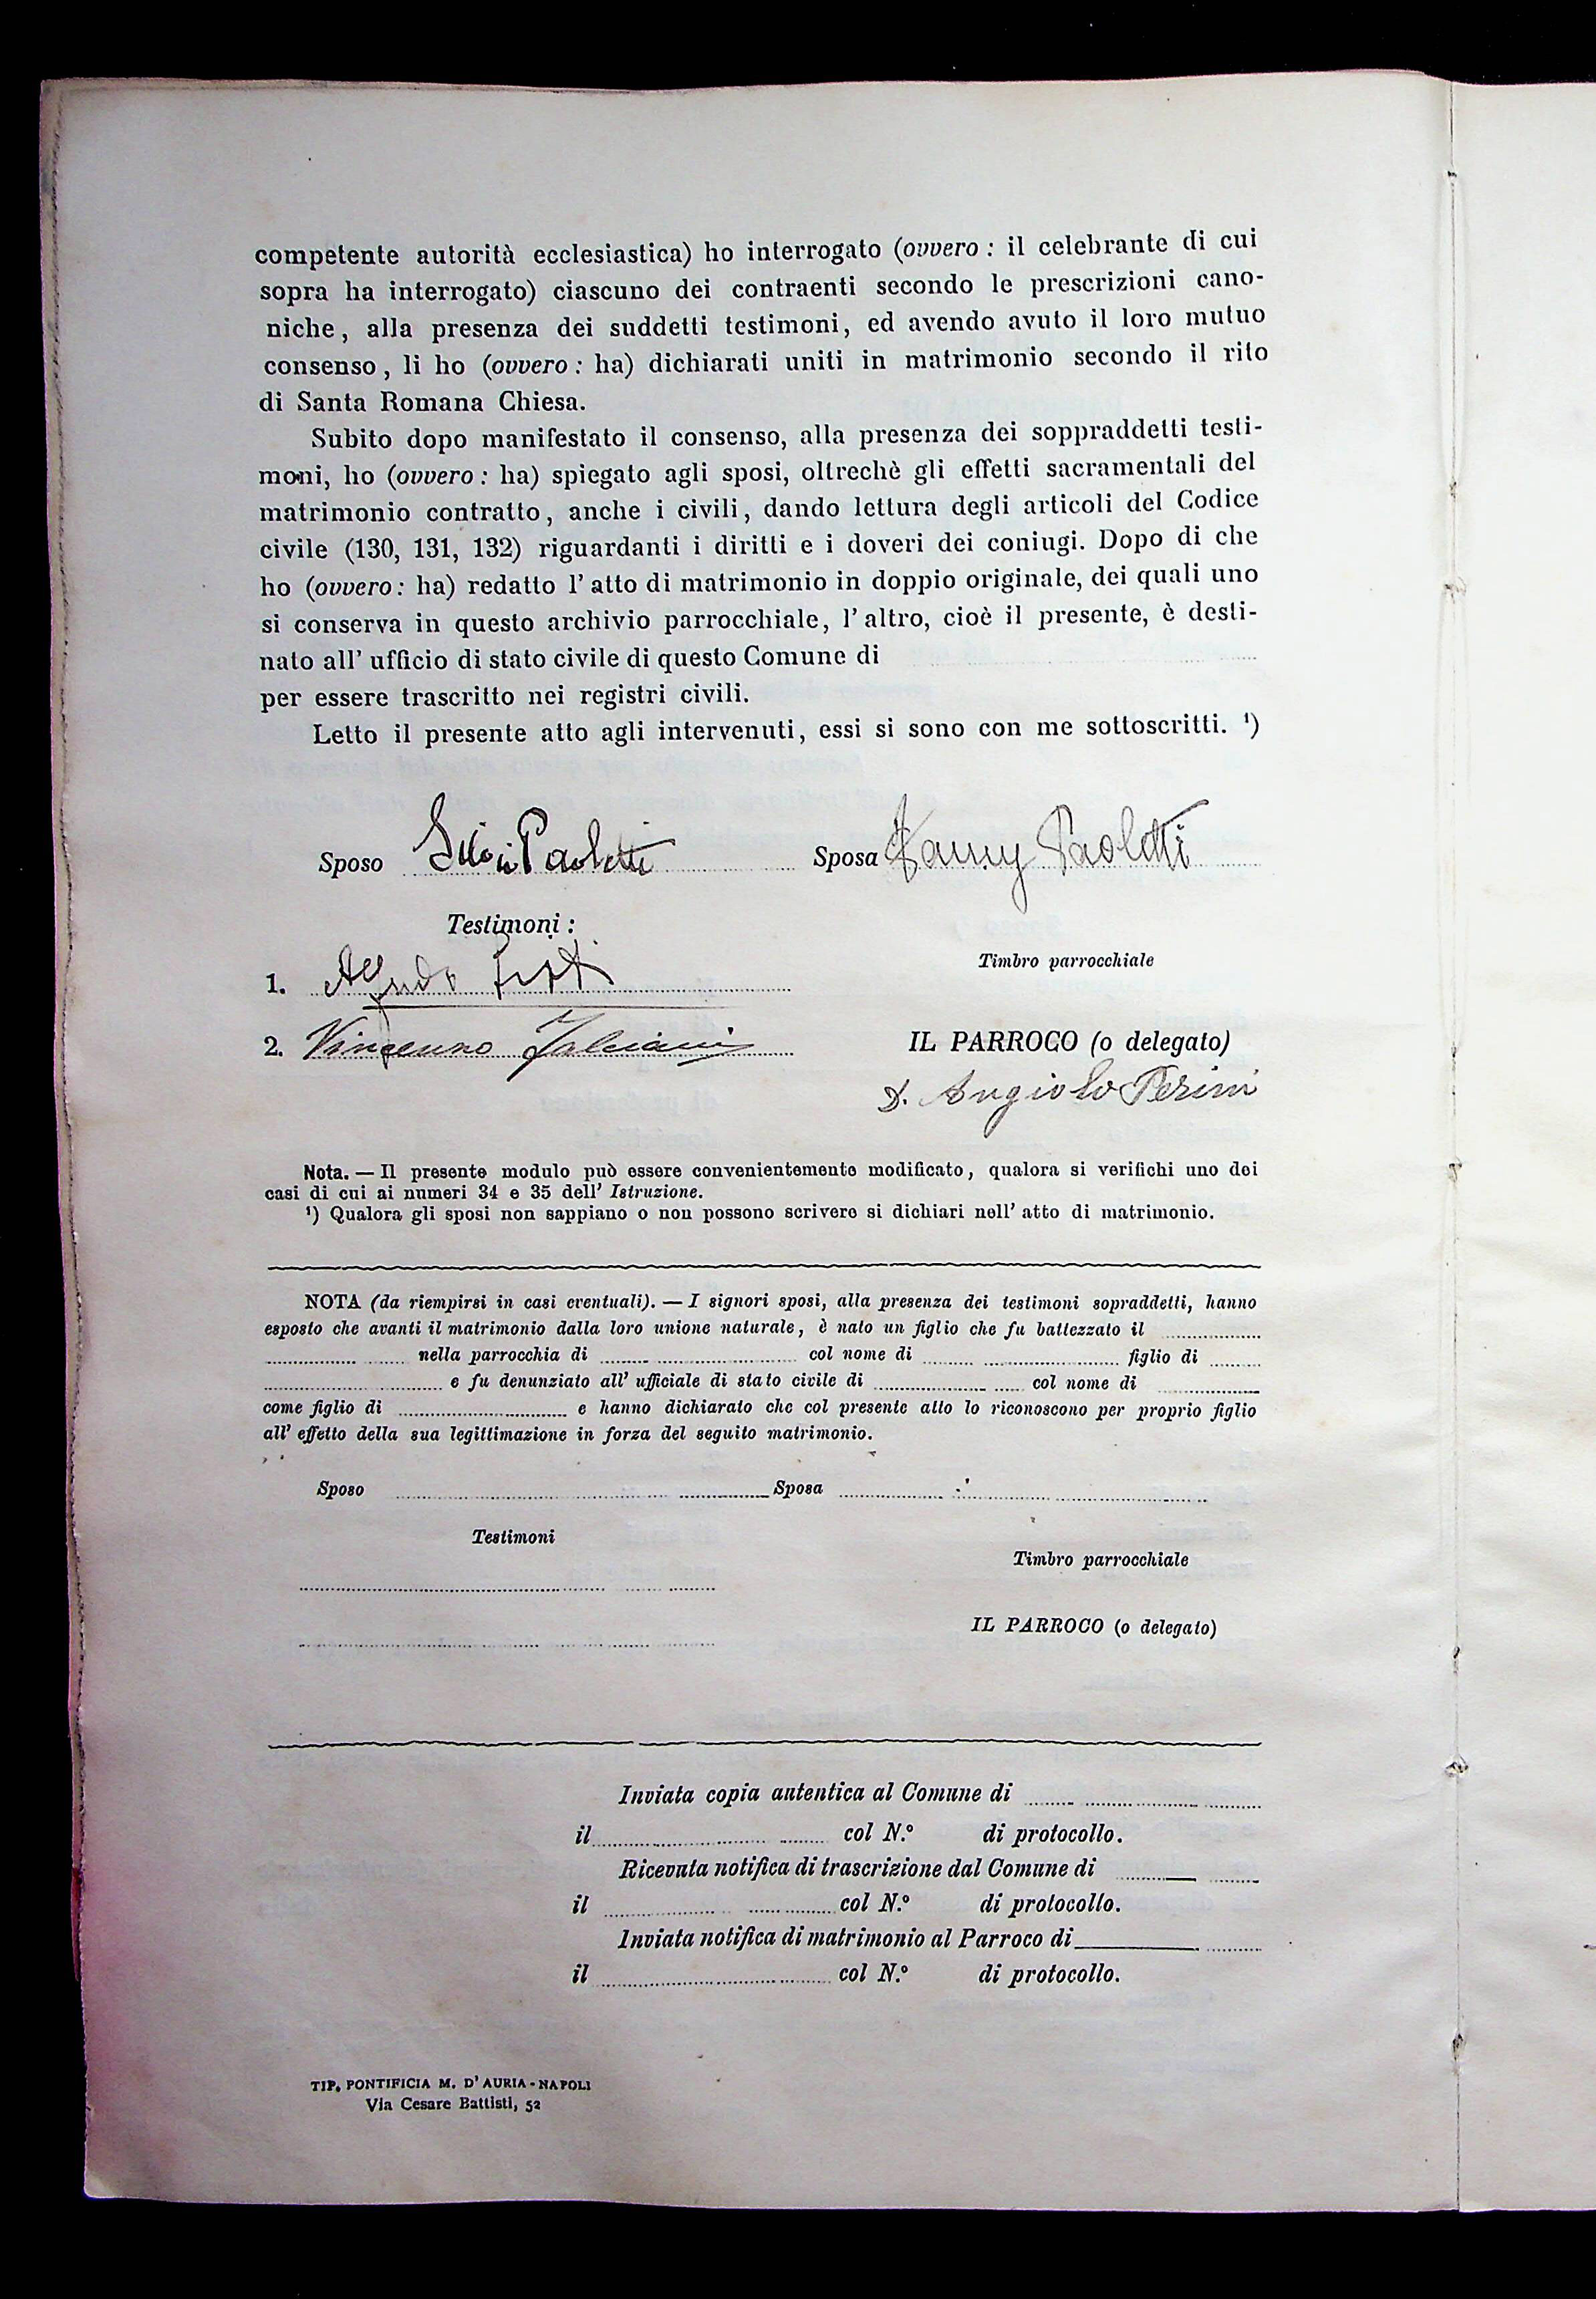 competente autorità ecclesiastica) ho interrogato (ovvero : il celebrante di cui
sopra ha interrogato) ciascuno dei contraenti secondo le prescrizioni cano-
niche, alla presenza dei suddetti testimoni, ed avendo avuto il loro mutuo
consenso, li ho (ovvero : ha) dichiarati uniti in matrimonio secondo il rito
di Santa Romana Chiesa.
Subito dopo manifestato il consenso, alla presenza dei soppraddetti testi-
moni, ho (ovvero : ha) spiegato agli sposi, oltrechè gli effetti sacramentali del
matrimonio contratto, anche i civili, dando lettura degli articoli del Codice
civile (130, 131, 132) riguardanti i diritti e i doveri dei coniugi. Dopo di che
ho (ovvero : ha) redatto l' atto di matrimonio in doppio originale, dei quali uno
si conserva in questo archivio parrocchiale, l' altro, cioè il presente, è desti-
nato all' ufficio di stato civile di questo Comune di
per essere trascritto nei registri civili.
Letto il presente atto agli intervenuti, essi si sono con me sottoscritti. ¹)
Sposo Paoletti Sposa Fanny Paoletti
Testimoni :
Timbro parrocchiale
1. Alfredo
2. Vincenzo IL PARROCO (o delegato)
D. Angiolo Perini
Nota. — Il presente modulo può essere convenientemente modificato, qualora si verifichi uno dei
casi di cui ai numeri 34 e 35 dell' Istruzione.
¹) Qualora gli sposi non sappiano o non possono scrivere si dichiari nell' atto di matrimonio.
NOTA (da riempirsi in casi eventuali). — I signori sposi, alla presenza dei testimoni sopraddetti, hanno
esposto che avanti il matrimonio dalla loro unione naturale, è nato un figlio che fu battezzato il
nella parrocchia di col nome di figlio di
e fu denunziato all' ufficiale di stato civile di col nome di
come figlio di e hanno dichiarato che col presente atto lo riconoscono per proprio figlio
all' effetto della sua legittimazione in forza del seguito matrimonio.
Sposo Sposa
Testimoni
Timbro parrocchiale
IL PARROCO (o delegato)
Inviata copia autentica al Comune di
il col N.º di protocollo.
Ricevuta notifica di trascrizione dal Comune di
il col N.º di protocollo.
Inviata notifica di matrimonio al Parroco di
il col N.º di protocollo.
TIP. PONTIFICIA M. D' AURIA - NAPOLI
Via Cesare Battisti, 52